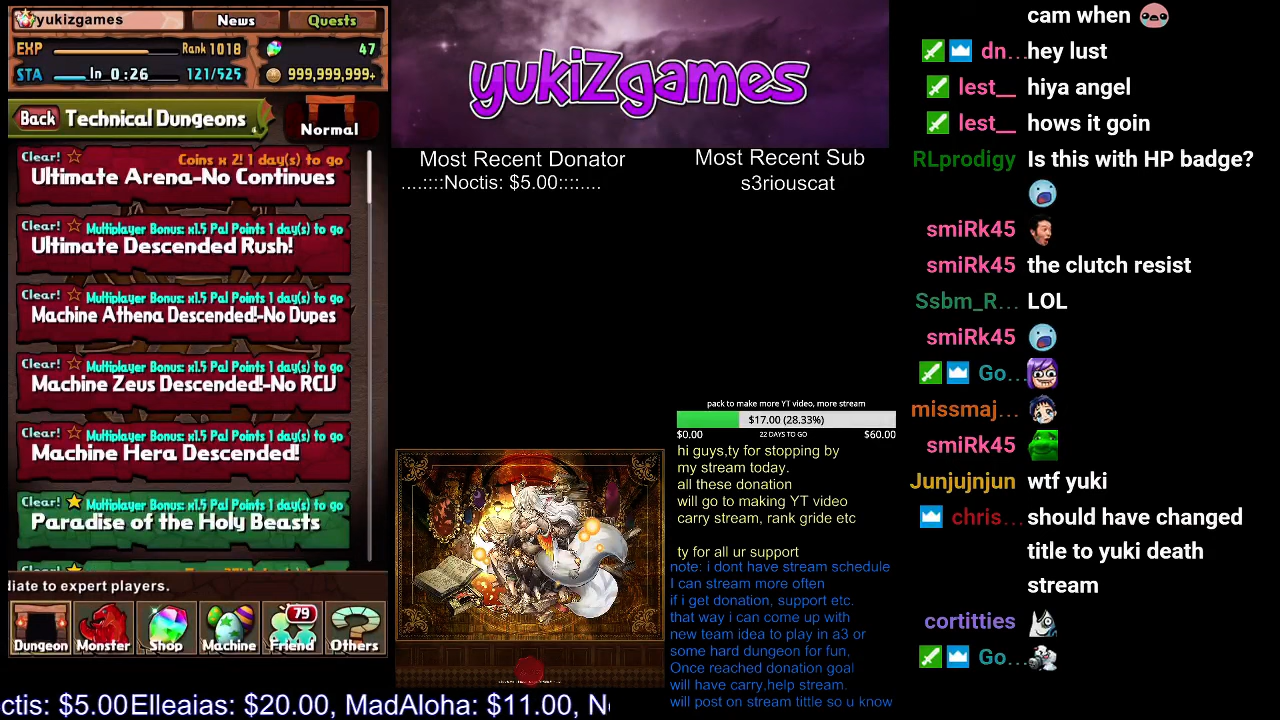 yukizgames
News
Quests
EXP
Rank 1018
47
STA
In 0:26
121/525
999,999,999+
Back
Technical Dungeons
Normal
Clear!
Coins x 2! 1 day(s) to go
Ultimate Arena-No Continues
Clear!
Multiplayer Bonus: x1.5 Pal Points 1 day(s) to go
Ultimate Descended Rush!
Clear!
Multiplayer Bonus: x1.5 Pal Points 1 day(s) to go
Machine Athena Descended!-No Dupes
Clear!
Multiplayer Bonus: x1.5 Pal Points 1 day(s) to go
Machine Zeus Descended!-No RCV
Clear!
Multiplayer Bonus: x1.5 Pal Points 1 day(s) to go
Machine Hera Descended!
Clear!
Multiplayer Bonus: x1.5 Pal Points 1 day(s) to go
Paradise of the Holy Beasts
diate to expert players.
Dungeon
Monster
Shop
Machine
79
Friend
Others
yukiZgames
Most Recent Donator
....::::Noctis: $5.00::::....
Most Recent Sub
s3riouscat
pack to make more YT video, more stream
$17.00 (28.33%)
$0.00
22 DAYS TO GO
$60.00
hi guys,ty for stopping by
my stream today.
all these donation
will go to making YT video
carry stream, rank gride etc
ty for all ur support
note: i dont have stream schedule
I can stream more often
if i get donation, support etc.
that way i can come up with
new team idea to play in a3 or
some hard dungeon for fun,
Once reached donation goal
will have carry,help stream.
will post on stream tittle so u know
ctis: $5.00Elleaias: $20.00, MadAloha: $11.00, N
cam when
dn... hey lust
lest__ hiya angel
lest__ hows it goin
RLprodigy Is this with HP badge?
smiRk45
smiRk45 the clutch resist
Ssbm_R... LOL
smiRk45
Go...
missmaj...
smiRk45
Junjujnjun wtf yuki
chris... should have changed
title to yuki death
stream
cortitties
Go...